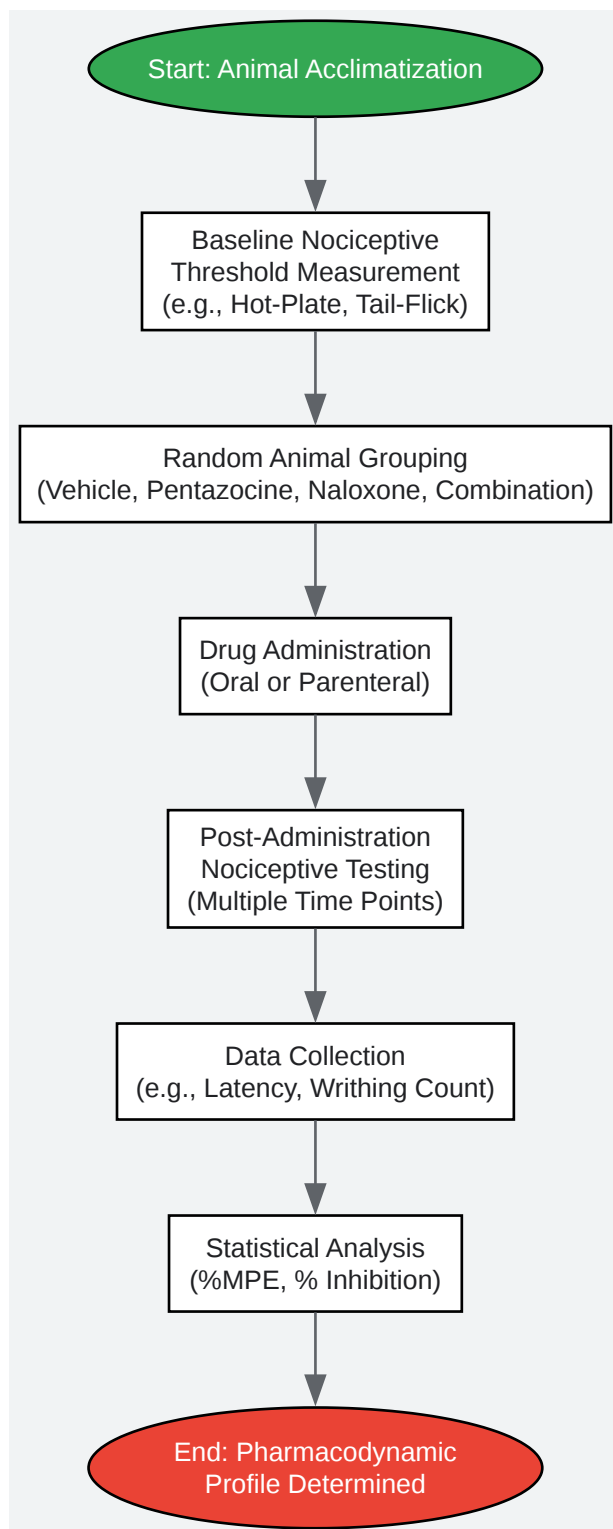 Start: Animal Acclimatization
Baseline Nociceptive
Threshold Measurement
(e.g., Hot-Plate, Tail-Flick)
Random Animal Grouping
(Vehicle, Pentazocine, Naloxone, Combination)
Drug Administration
(Oral or Parenteral)
Post-Administration
Nociceptive Testing
(Multiple Time Points)
Data Collection
(e.g., Latency, Writhing Count)
Statistical Analysis
(%MPE, % Inhibition)
End: Pharmacodynamic
Profile Determined